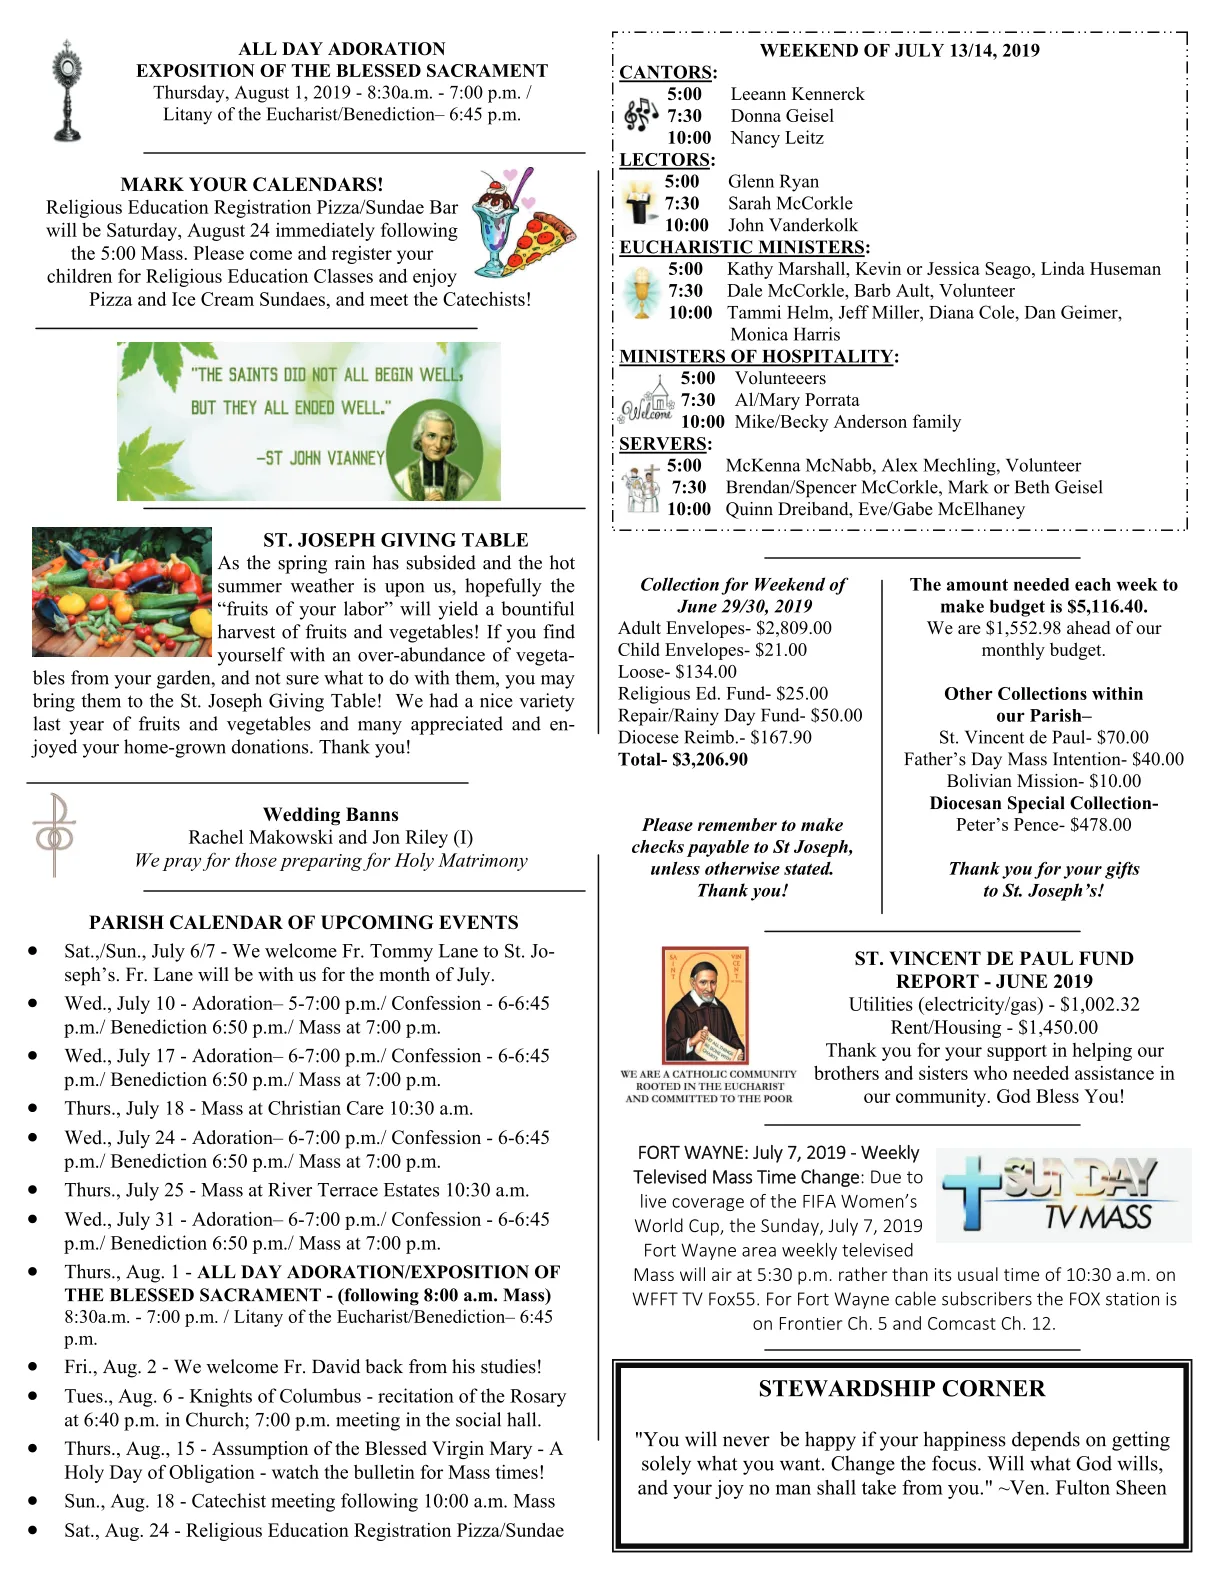 ALL DAY ADORATION
EXPOSITION OF THE BLESSED SACRAMENT
Thursday, August 1, 2019 - 8:30a.m. - 7:00 p.m. /
Litany of the Eucharist/Benediction– 6:45 p.m.
MARK YOUR CALENDARS!
Religious Education Registration Pizza/Sundae Bar
will be Saturday, August 24 immediately following
the 5:00 Mass. Please come and register your
children for Religious Education Classes and enjoy
Pizza and Ice Cream Sundaes, and meet the Catechists!
"THE SAINTS DID NOT ALL BEGIN WELL,
BUT THEY ALL ENDED WELL."
–ST JOHN VIANNEY
ST. JOSEPH GIVING TABLE
As the spring rain has subsided and the hot
summer weather is upon us, hopefully the
“fruits of your labor” will yield a bountiful
harvest of fruits and vegetables! If you find
yourself with an over-abundance of vegeta-
bles from your garden, and not sure what to do with them, you may
bring them to the St. Joseph Giving Table!  We had a nice variety
last year of fruits and vegetables and many appreciated and en-
joyed your home-grown donations. Thank you!
Wedding Banns
Rachel Makowski and Jon Riley (I)
We pray for those preparing for Holy Matrimony
PARISH CALENDAR OF UPCOMING EVENTS
● Sat.,/Sun., July 6/7 - We welcome Fr. Tommy Lane to St. Jo-
seph’s. Fr. Lane will be with us for the month of July.
● Wed., July 10 - Adoration– 5-7:00 p.m./ Confession - 6-6:45
p.m./ Benediction 6:50 p.m./ Mass at 7:00 p.m.
● Wed., July 17 - Adoration– 6-7:00 p.m./ Confession - 6-6:45
p.m./ Benediction 6:50 p.m./ Mass at 7:00 p.m.
● Thurs., July 18 - Mass at Christian Care 10:30 a.m.
● Wed., July 24 - Adoration– 6-7:00 p.m./ Confession - 6-6:45
p.m./ Benediction 6:50 p.m./ Mass at 7:00 p.m.
● Thurs., July 25 - Mass at River Terrace Estates 10:30 a.m.
● Wed., July 31 - Adoration– 6-7:00 p.m./ Confession - 6-6:45
p.m./ Benediction 6:50 p.m./ Mass at 7:00 p.m.
● Thurs., Aug. 1 - ALL DAY ADORATION/EXPOSITION OF
THE BLESSED SACRAMENT - (following 8:00 a.m. Mass)
8:30a.m. - 7:00 p.m. / Litany of the Eucharist/Benediction– 6:45
p.m.
● Fri., Aug. 2 - We welcome Fr. David back from his studies!
● Tues., Aug. 6 - Knights of Columbus - recitation of the Rosary
at 6:40 p.m. in Church; 7:00 p.m. meeting in the social hall.
● Thurs., Aug., 15 - Assumption of the Blessed Virgin Mary - A
Holy Day of Obligation - watch the bulletin for Mass times!
● Sun., Aug. 18 - Catechist meeting following 10:00 a.m. Mass
● Sat., Aug. 24 - Religious Education Registration Pizza/Sundae
WEEKEND OF JULY 13/14, 2019
CANTORS:
5:00 Leeann Kennerck
7:30 Donna Geisel
10:00 Nancy Leitz
LECTORS:
5:00 Glenn Ryan
7:30 Sarah McCorkle
10:00 John Vanderkolk
EUCHARISTIC MINISTERS:
5:00 Kathy Marshall, Kevin or Jessica Seago, Linda Huseman
7:30 Dale McCorkle, Barb Ault, Volunteer
10:00 Tammi Helm, Jeff Miller, Diana Cole, Dan Geimer,
Monica Harris
MINISTERS OF HOSPITALITY:
5:00 Volunteeers
7:30 Al/Mary Porrata
Welcome
10:00 Mike/Becky Anderson family
SERVERS:
5:00 McKenna McNabb, Alex Mechling, Volunteer
7:30 Brendan/Spencer McCorkle, Mark or Beth Geisel
10:00 Quinn Dreiband, Eve/Gabe McElhaney
Collection for Weekend of
June 29/30, 2019
Adult Envelopes- $2,809.00
Child Envelopes- $21.00
Loose- $134.00
Religious Ed. Fund- $25.00
Repair/Rainy Day Fund- $50.00
Diocese Reimb.- $167.90
Total- $3,206.90
Please remember to make
checks payable to St Joseph,
unless otherwise stated.
Thank you!
The amount needed each week to
make budget is $5,116.40.
We are $1,552.98 ahead of our
monthly budget.
Other Collections within
our Parish–
St. Vincent de Paul- $70.00
Father’s Day Mass Intention- $40.00
Bolivian Mission- $10.00
Diocesan Special Collection-
Peter’s Pence- $478.00
Thank you for your gifts
to St. Joseph’s!
SAINT VINCENT
WE ARE A CATHOLIC COMMUNITY
ROOTED IN THE EUCHARIST
AND COMMITTED TO THE POOR
ST. VINCENT DE PAUL FUND
REPORT - JUNE 2019
Utilities (electricity/gas) - $1,002.32
Rent/Housing - $1,450.00
Thank you for your support in helping our
brothers and sisters who needed assistance in
our community. God Bless You!
FORT WAYNE: July 7, 2019 - Weekly
Televised Mass Time Change: Due to
live coverage of the FIFA Women’s
World Cup, the Sunday, July 7, 2019
Fort Wayne area weekly televised
Mass will air at 5:30 p.m. rather than its usual time of 10:30 a.m. on
WFFT TV Fox55. For Fort Wayne cable subscribers the FOX station is
on Frontier Ch. 5 and Comcast Ch. 12.
SUNDAY
TV MASS
STEWARDSHIP CORNER
"You will never  be happy if your happiness depends on getting
solely what you want. Change the focus. Will what God wills,
and your joy no man shall take from you." ~Ven. Fulton Sheen